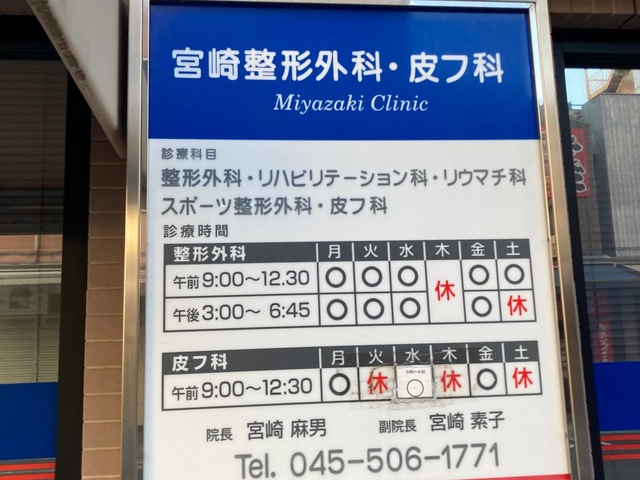 宮崎整形外科・皮フ科
Miyazaki Clinic
診療科目
整形外科・リハビリテーション科・リウマチ科
スポーツ整形外科・皮フ科
診療時間
整形外科 月 火 水 木 金 土
午前 9:00〜12.30 ○ ○ ○ 休 ○ ○
午後 3:00〜 6:45 ○ ○ ○ ○ 休
皮フ科 月 火 水 木 金 土
午前 9:00〜12:30 ○ 休 ○ 休 ○ 休
院長 宮崎 麻男 副院長 宮崎 素子
Tel. 045-506-1771